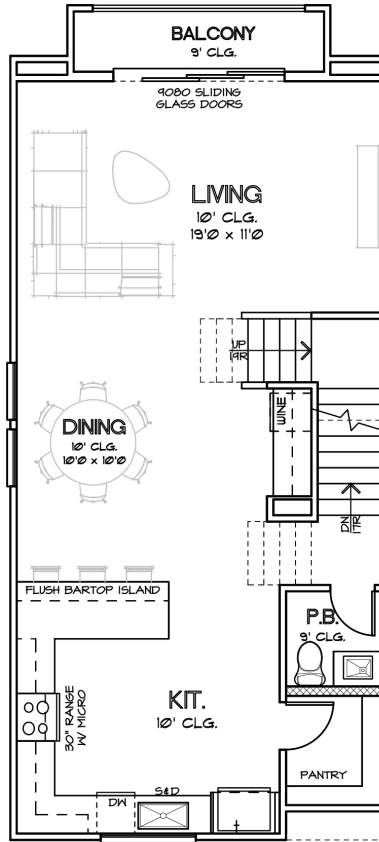 BALCONY
9' CLG.
9080 SLIDING
GLASS DOORS
LIVING
10' CLG.
19'0 x 11'0
UP
19R
WINE
DINING
10' CLG.
10'0 x 10'0
DN
17R
FLUSH BARTOP ISLAND
P.B.
9' CLG.
KIT.
10' CLG.
30" RANGE
W/ MICRO
PANTRY
S&D
DW